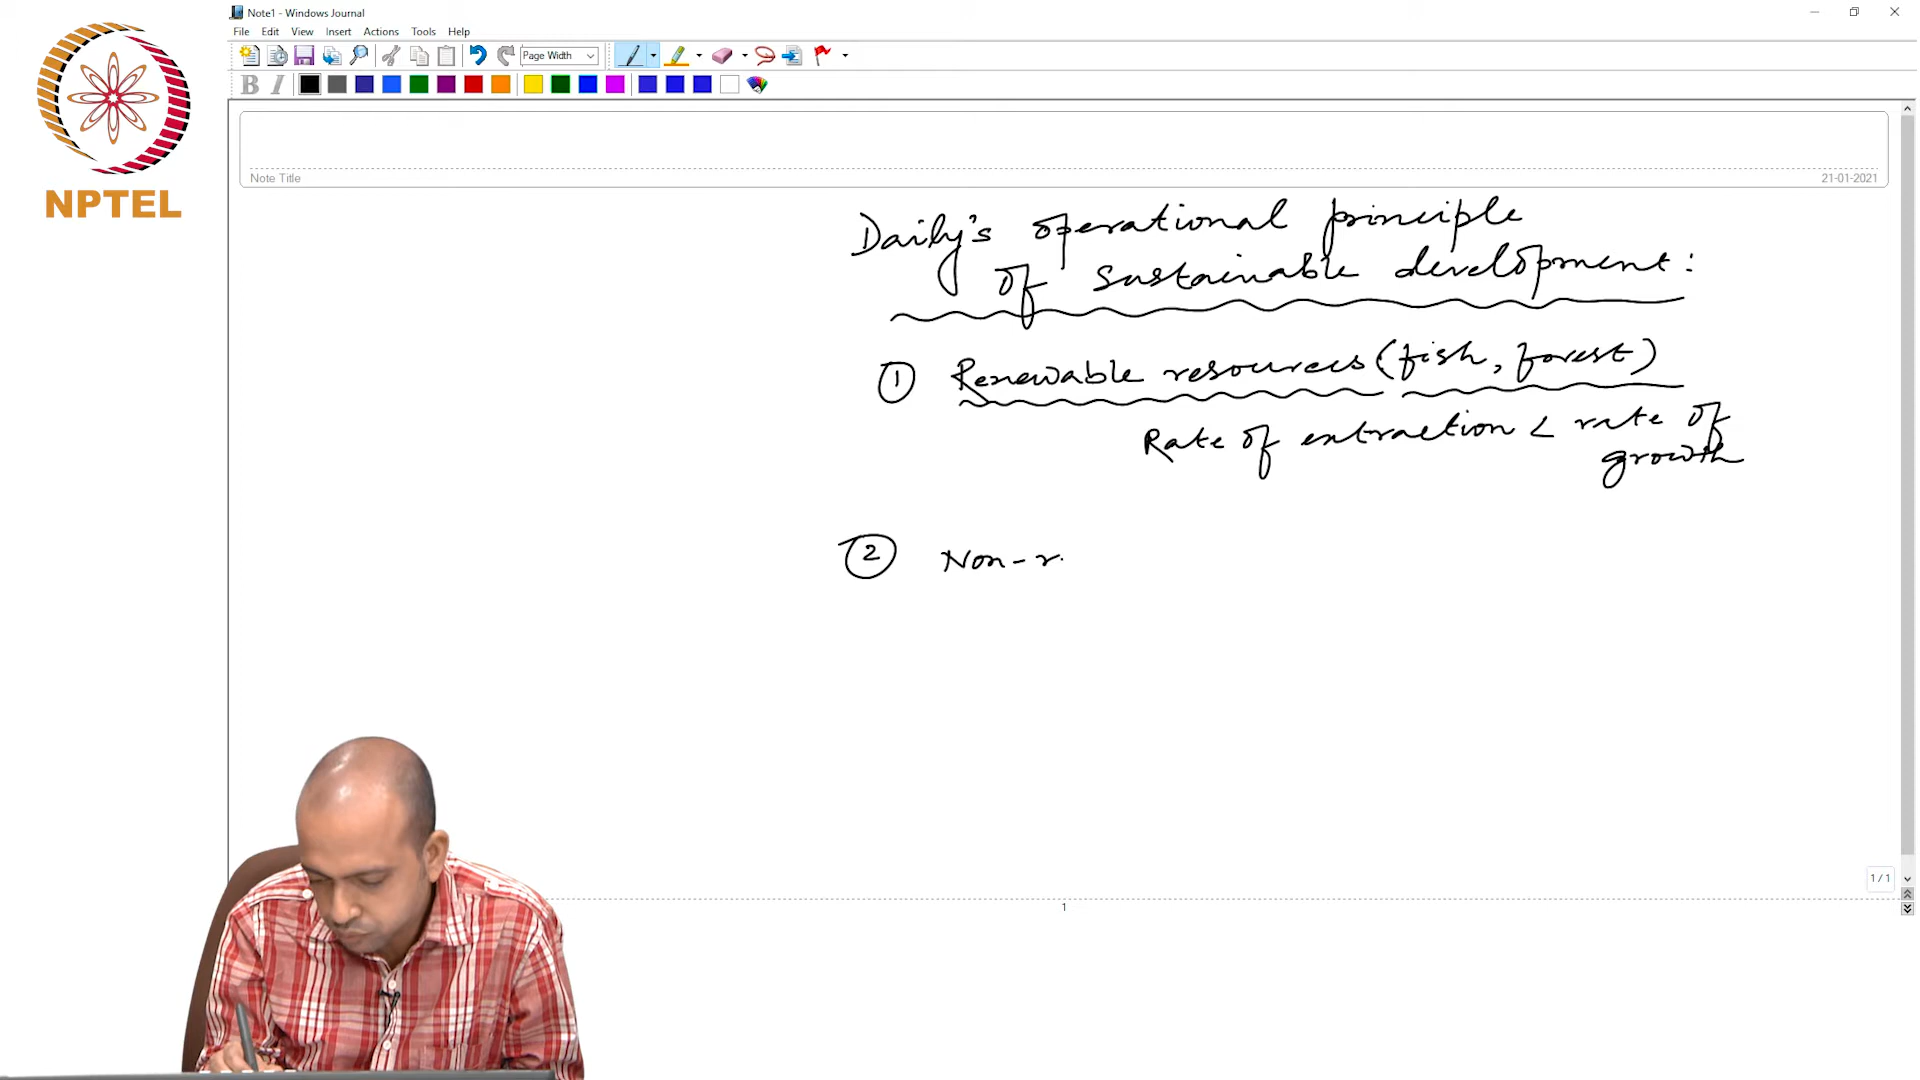 Note1 - Windows Journal
File Edit View Insert Actions Tools Help
Page Width
B I
NPTEL
Note Title
21-01-2021
Daily's operational principle
of sustainable development:
1 Renewable resources (fish, forest)
Rate of extraction < rate of
growth
2 Non-r
1 / 1
1